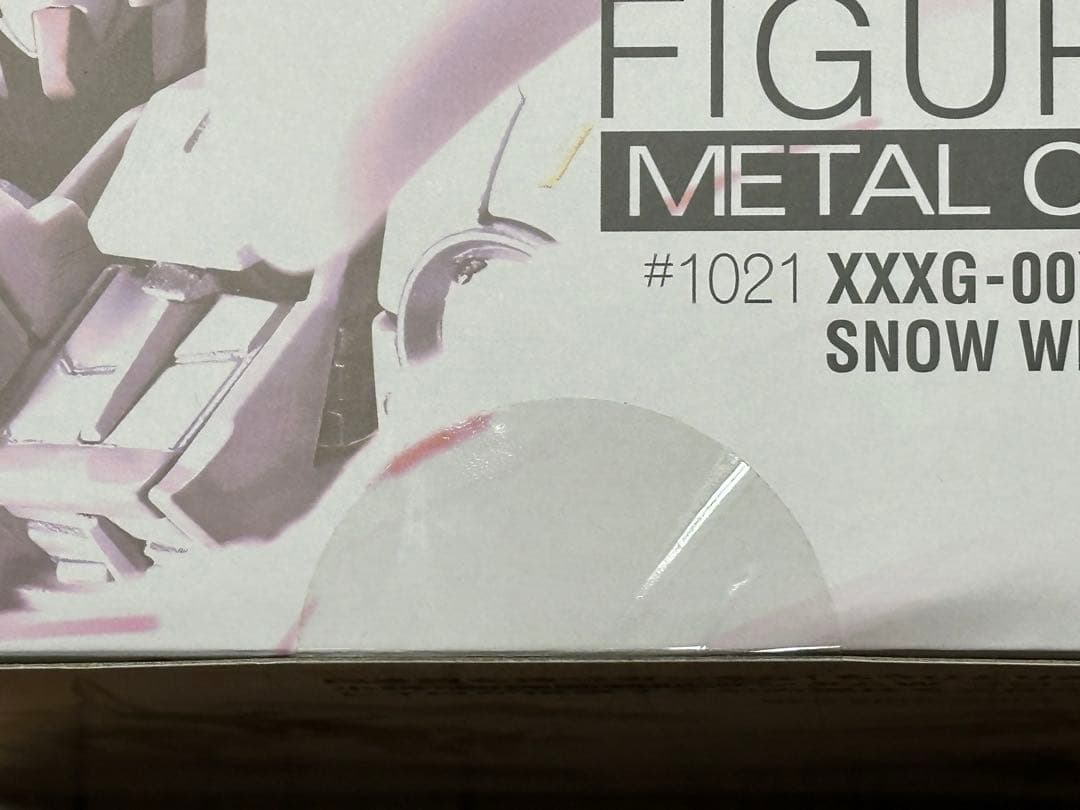 FIGUR
METAL C
#1021 XXXG-00
SNOW W